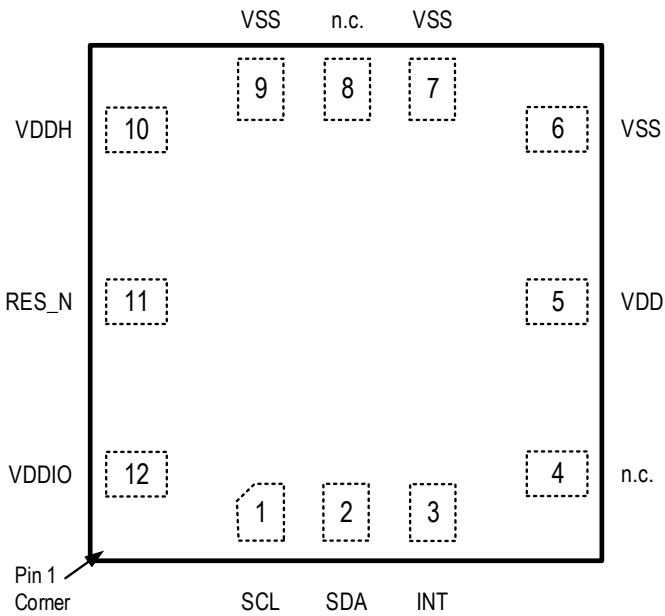 VSS n.c. VSS
9 8 7
VDDH 10 6 VSS
RES_N 11 5 VDD
VDDIO 12 4 n.c.
1 2 3
Pin 1
Corner SCL SDA INT